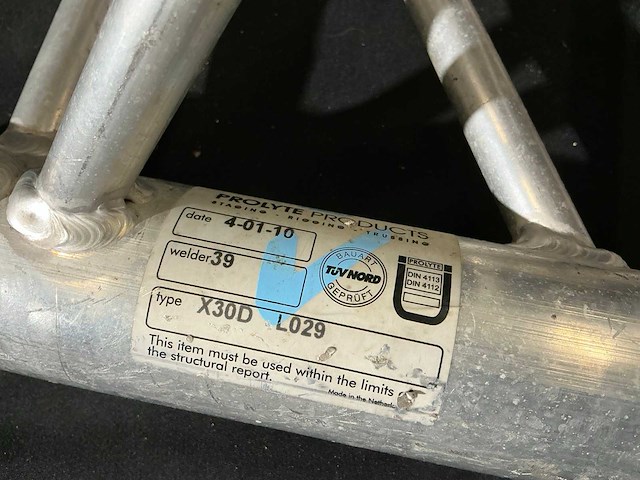 PROLYTE PRODUCTS
STAGING · RIGGING · TRUSSING
date 4-01-10
welder 39
BAUART
TÜV NORD
GEPRÜFT
PROLYTE
DIN 4113
DIN 4112
type X30D L029
This item must be used within the limits
the structural report.
Made in the